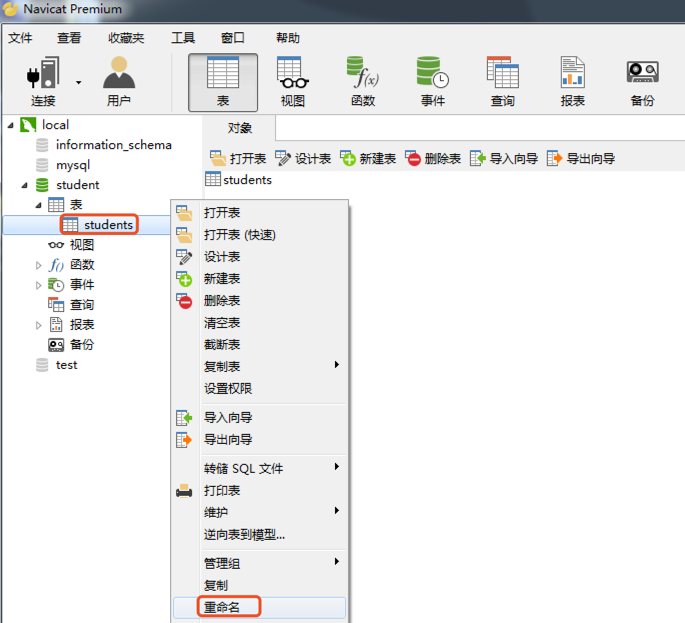 Navicat Premium
文件 查看 收藏夹 工具 窗口 帮助
连接 用户 表 视图 函数 事件 查询 报表 备份
local
information_schema
mysql
student
表
students
视图
函数
事件
查询
报表
备份
test
对象
打开表 设计表 新建表 删除表 导入向导 导出向导
students
打开表
打开表 (快速)
设计表
新建表
删除表
清空表
截断表
复制表
设置权限
导入向导
导出向导
转储 SQL 文件
打印表
维护
逆向表到模型...
管理组
复制
重命名